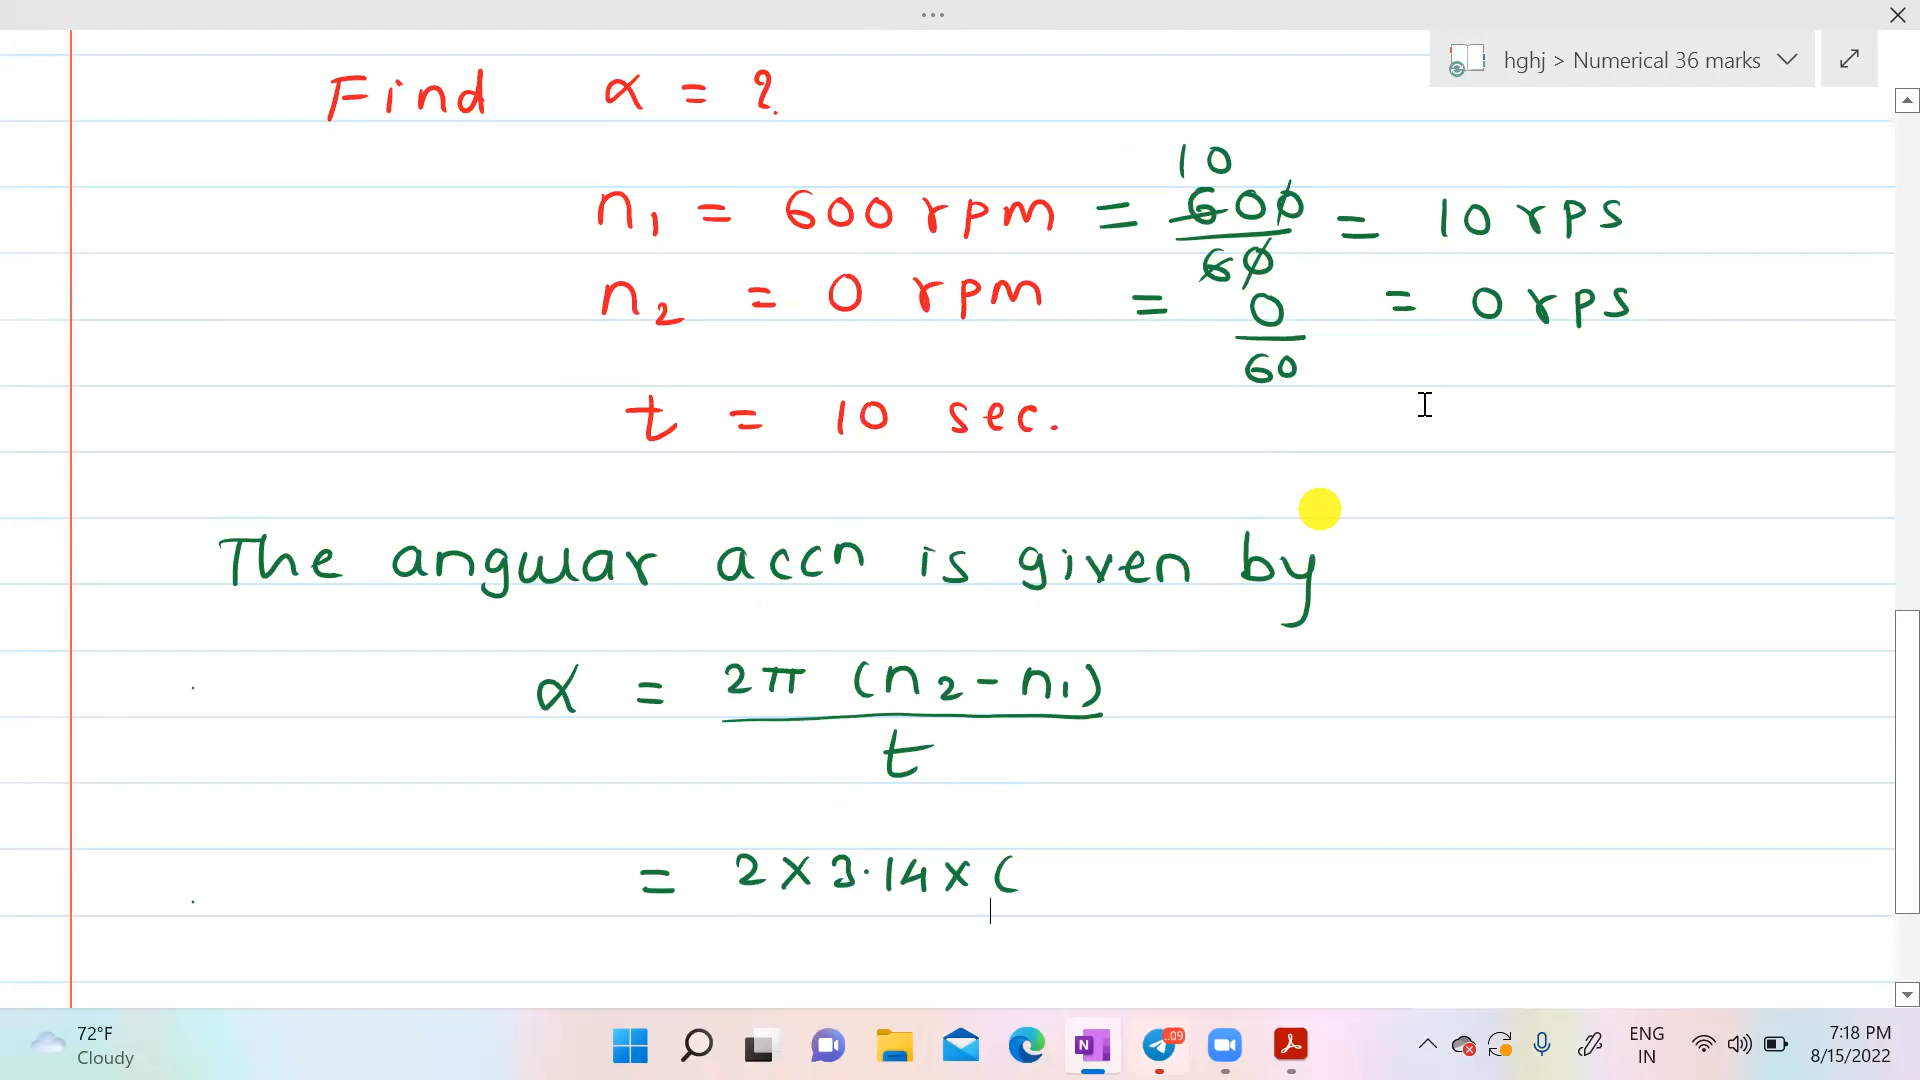 hghj > Numerical 36 marks
Find α = ?
10
n1 = 600 rpm = 600/60 = 10 rps
n2 = 0 rpm = 0/60 = 0 rps
t = 10 sec.
The angular accn is given by
α = 2π (n2 - n1)
t
= 2 × 3.14 × (
72°F
Cloudy
N
..09
ENG
IN
7:18 PM
8/15/2022